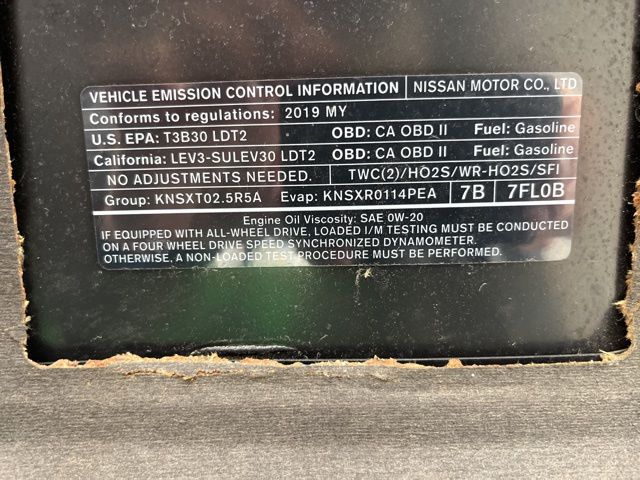 VEHICLE EMISSION CONTROL INFORMATION NISSAN MOTOR CO., LTD
Conforms to regulations: 2019 MY
U.S. EPA: T3B30 LDT2 OBD: CA OBD II Fuel: Gasoline
California: LEV3-SULEV30 LDT2 OBD: CA OBD II Fuel: Gasoline
NO ADJUSTMENTS NEEDED. TWC(2)/HO2S/WR-HO2S/SFI
Group: KNSXT02.5R5A Evap: KNSXR0114PEA 7B 7FL0B
Engine Oil Viscosity: SAE 0W-20
IF EQUIPPED WITH ALL-WHEEL DRIVE, LOADED I/M TESTING MUST BE CONDUCTED
ON A FOUR WHEEL DRIVE SPEED SYNCHRONIZED DYNAMOMETER.
OTHERWISE, A NON-LOADED TEST PROCEDURE MUST BE PERFORMED.